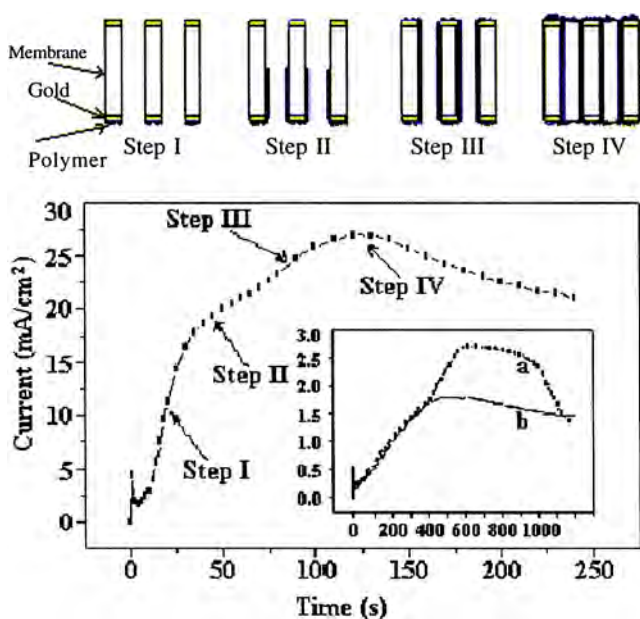 Membrane
Gold
Polymer
Step I
Step II
Step III
Step IV
Current (mA/cm²)
30
25
20
15
10
5
0
Step III
Step IV
Step II
Step I
3.0
2.5
2.0
1.5
1.0
0.5
0.0
a
b
0 200 400 600 800 1000
0 50 100 150 200 250
Time (s)